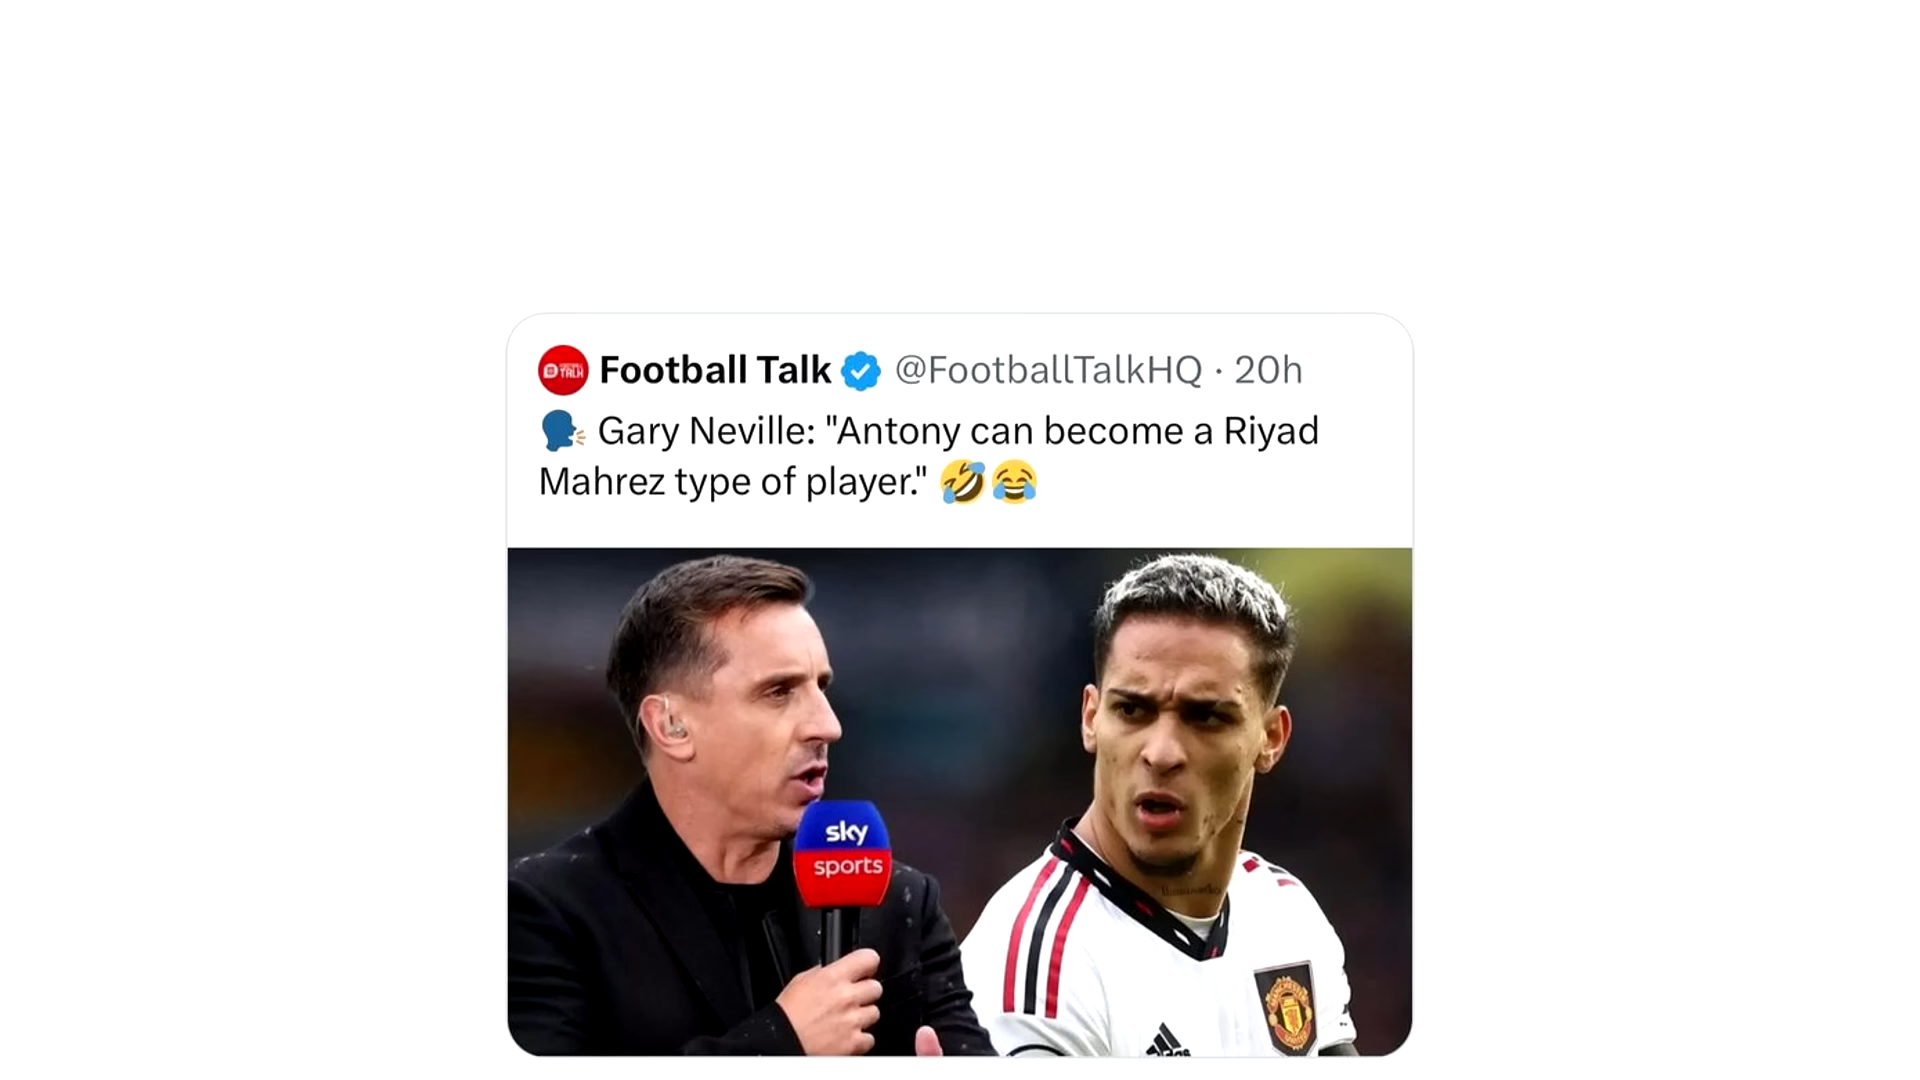 Football Talk @FootballTalkHQ · 20h
🗣️ Gary Neville: "Antony can become a Riyad
Mahrez type of player." 🤣😂
sky
sports